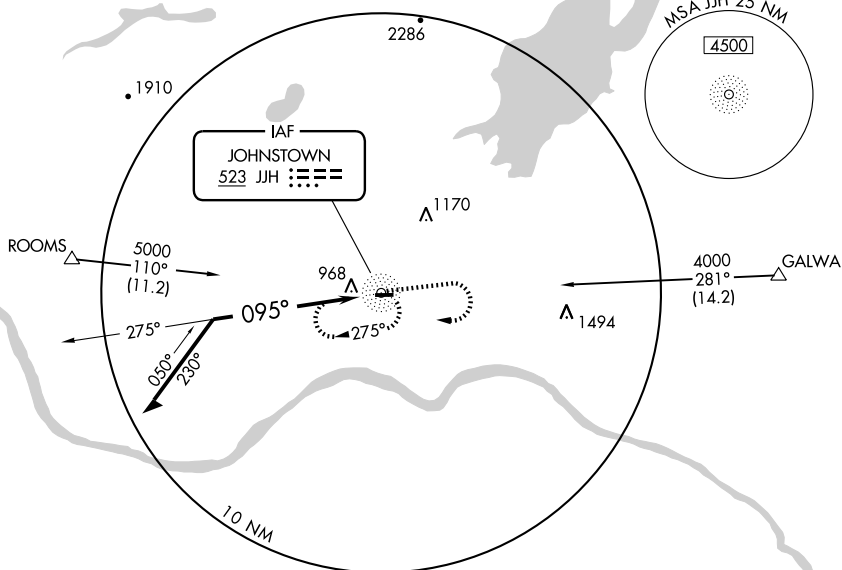 MSA JJH 25 NM
4500
2286
1910
IAF
JOHNSTOWN
523 JJH
1170
ROOMS
5000
110°
(11.2)
968
4000
281°
(14.2)
GALWA
095°
275°
275°
1494
050°
230°
10 NM